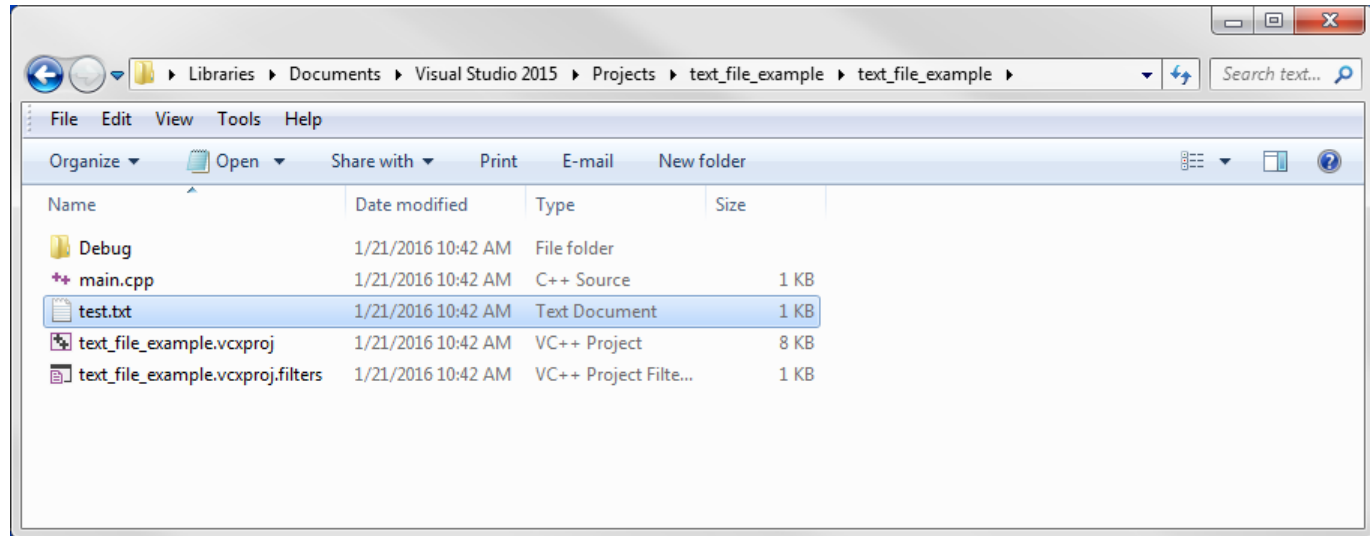 Libraries Documents Visual Studio 2015 Projects text_file_example text_file_example Search text...
File Edit View Tools Help
Organize Open Share with Print E-mail New folder
Name Date modified Type Size
Debug 1/21/2016 10:42 AM File folder
main.cpp 1/21/2016 10:42 AM C++ Source 1 KB
test.txt 1/21/2016 10:42 AM Text Document 1 KB
text_file_example.vcxproj 1/21/2016 10:42 AM VC++ Project 8 KB
text_file_example.vcxproj.filters 1/21/2016 10:42 AM VC++ Project Filte... 1 KB